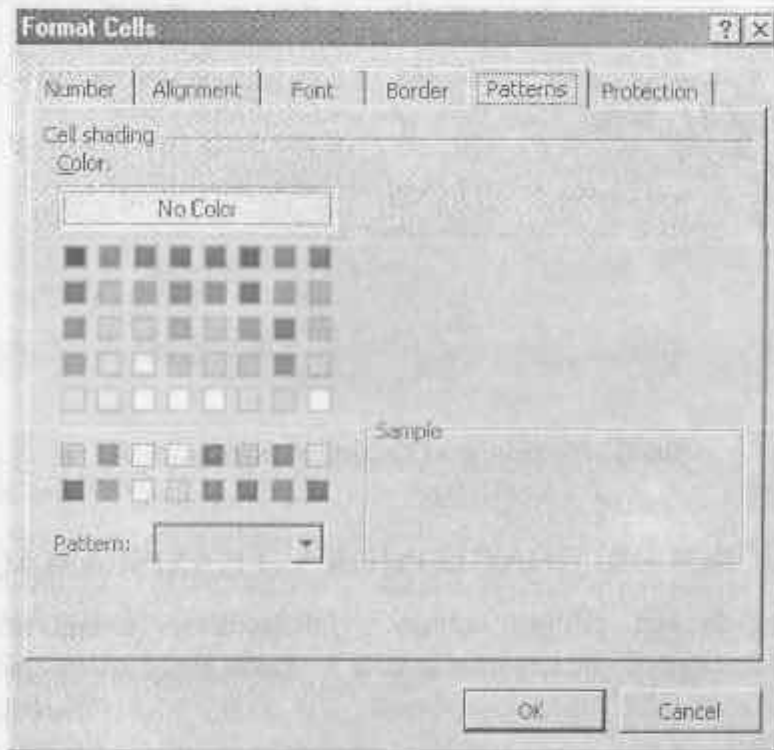 Format Cells
Number Alignment Font Border Patterns Protection
Cell shading
Color:
No Color
Sample
Pattern:
OK Cancel